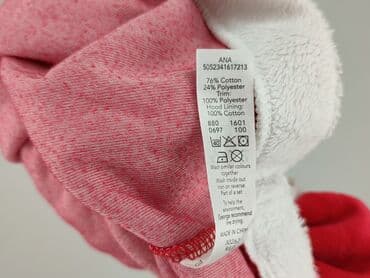 ANA
5052341617213
76% Cotton
24% Polyester
Trim:
100% Polyester
Hood Lining:
100% Cotton
880 1601
0697 100
Wash similar colours
together
Wash inside out
Iron on reverse
Part of a set
To help the
environment,
George recommend
line drying.
MADE IN CHINA